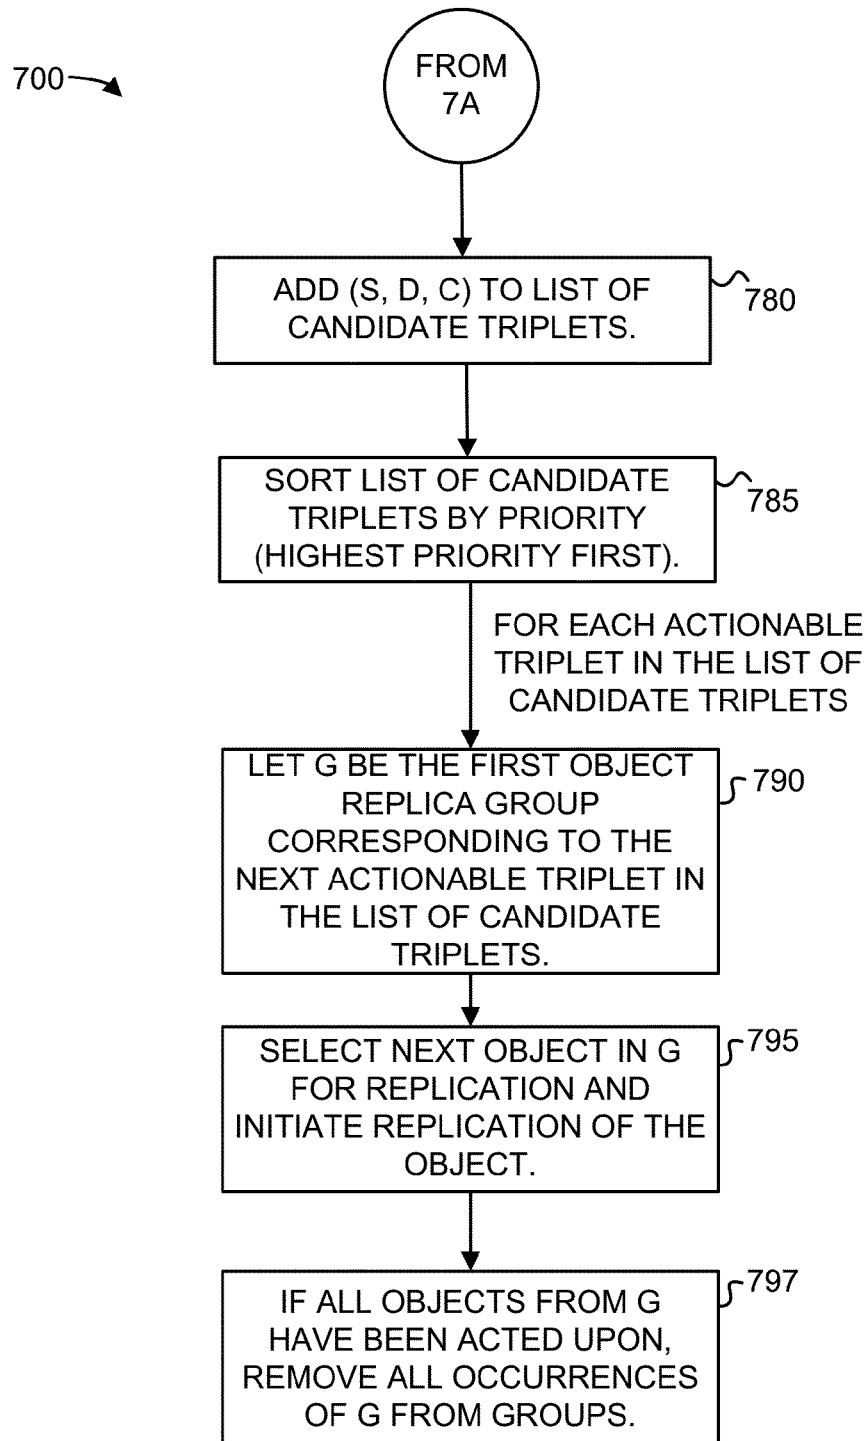 700
FROM
7A
ADD (S, D, C) TO LIST OF
CANDIDATE TRIPLETS.
780
SORT LIST OF CANDIDATE
TRIPLETS BY PRIORITY
(HIGHEST PRIORITY FIRST).
785
FOR EACH ACTIONABLE
TRIPLET IN THE LIST OF
CANDIDATE TRIPLETS
LET G BE THE FIRST OBJECT
REPLICA GROUP
CORRESPONDING TO THE
NEXT ACTIONABLE TRIPLET IN
THE LIST OF CANDIDATE
TRIPLETS.
790
SELECT NEXT OBJECT IN G
FOR REPLICATION AND
INITIATE REPLICATION OF THE
OBJECT.
795
IF ALL OBJECTS FROM G
HAVE BEEN ACTED UPON,
REMOVE ALL OCCURRENCES
OF G FROM GROUPS.
797